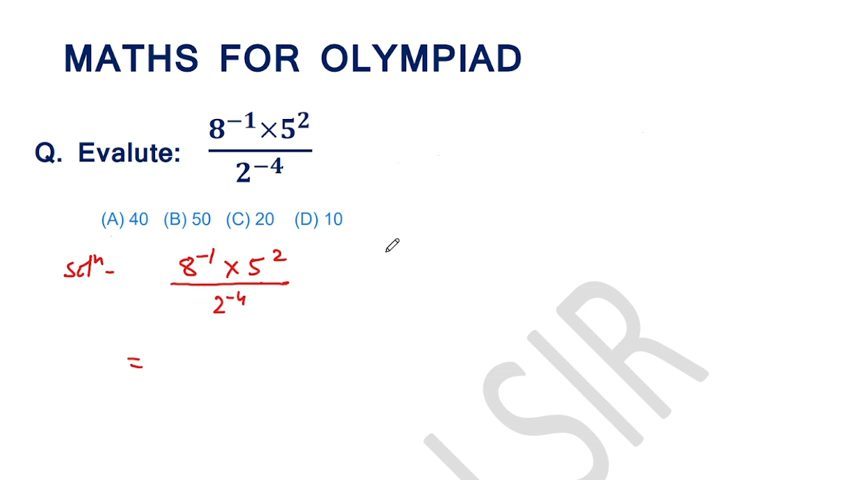 MATHS FOR OLYMPIAD
Q. Evalute: 8⁻¹×5² / 2⁻⁴
(A) 40 (B) 50 (C) 20 (D) 10
Solⁿ- 8⁻¹ × 5² / 2⁻⁴
=
SIR